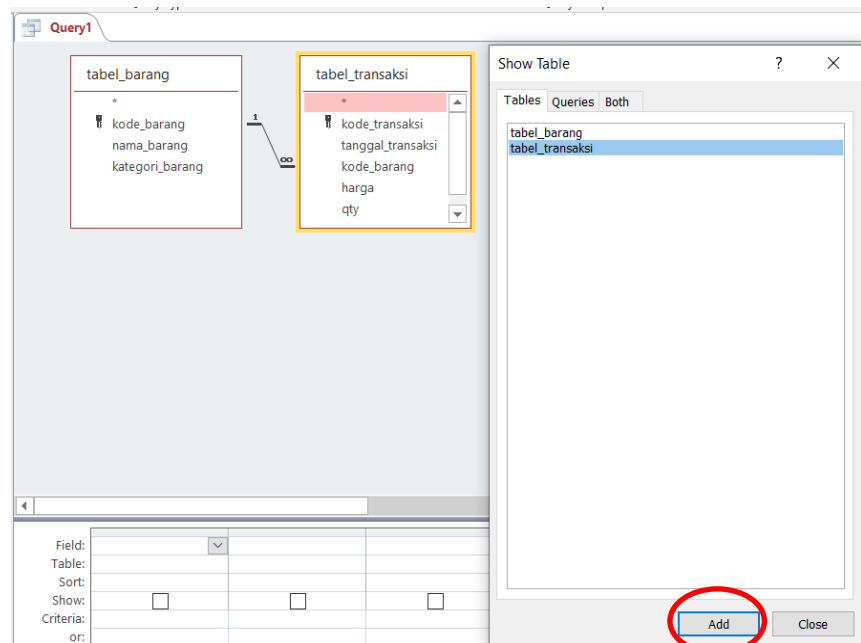 Query1
tabel_barang
*
kode_barang
nama_barang
kategori_barang
1
∞
tabel_transaksi
*
kode_transaksi
tanggal_transaksi
kode_barang
harga
qty
Show Table
?
Tables Queries Both
tabel_barang
tabel_transaksi
Field:
Table:
Sort:
Show:
Criteria:
or:
Add Close